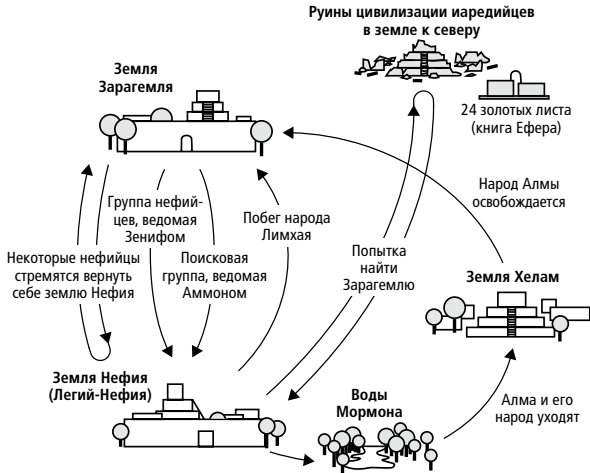 Руины цивилизации иаредийцев
в земле к северу
Земля
Зарагемля
24 золотых листа
(книга Ефера)
Народ Алмы
освобождается
Группа нефий-
цев, ведомая
Зенифом
Побег народа
Лимхая
Некоторые нефийцы
стремятся вернуть
себе землю Нефия
Поисковая
группа, ведомая
Аммоном
Попытка
найти
Зарагемлю
Земля Хелам
Земля Нефия
(Легий-Нефия)
Воды
Мормона
Алма и его
народ уходят